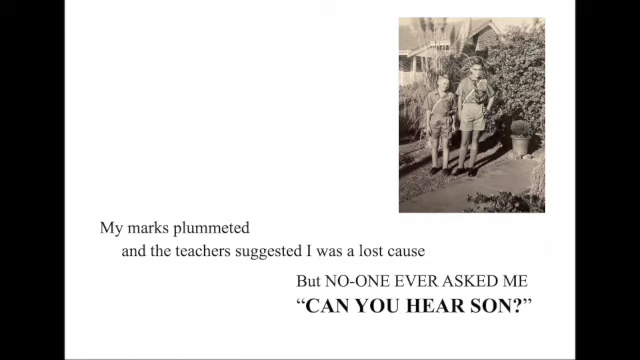 My marks plummeted
and the teachers suggested I was a lost cause
But NO-ONE EVER ASKED ME
“CAN YOU HEAR SON?”